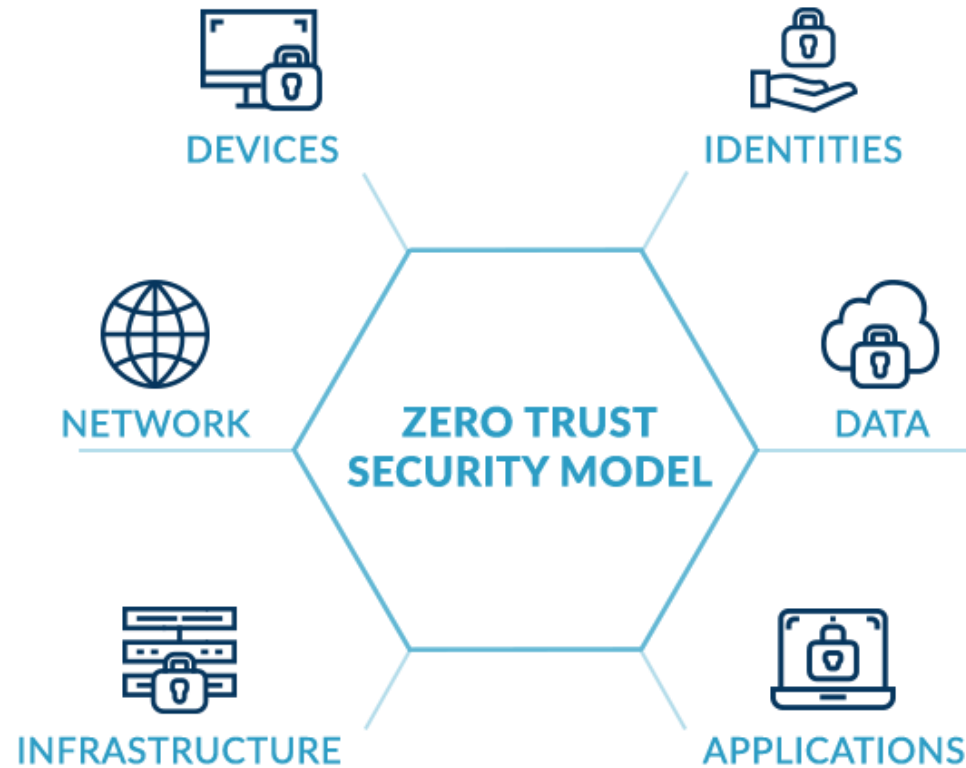 DEVICES
IDENTITIES
NETWORK
DATA
ZERO TRUST
SECURITY MODEL
INFRASTRUCTURE
APPLICATIONS